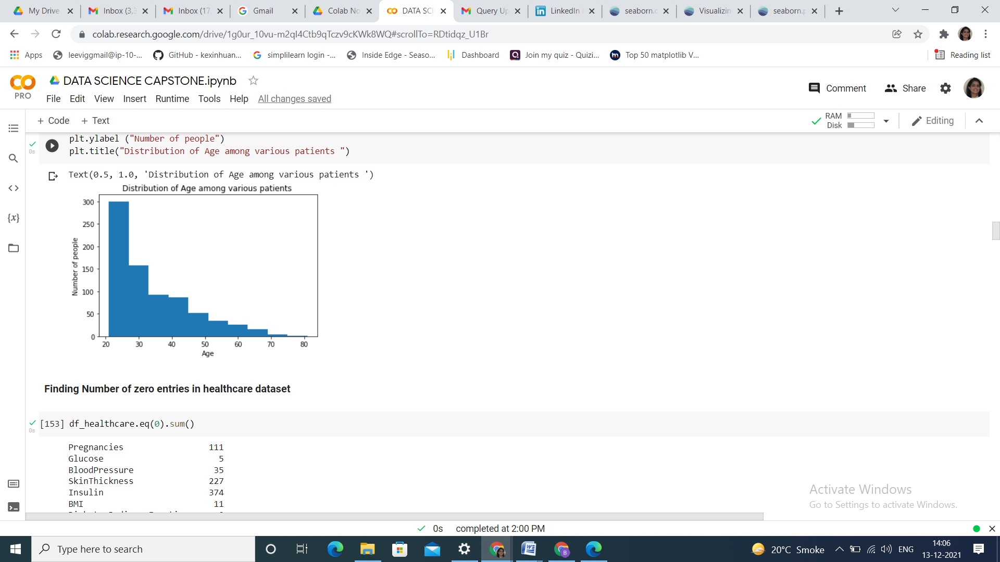 My Drive
Inbox (3,3
Inbox (17
Gmail
Colab No
DATA SCI
Query Up
LinkedIn
seaborn.c
Visualizin
seaborn.p
colab.research.google.com/drive/1g0ur_10vu-m2qI4Ctb9qTczv9cKWk8WQ#scrollTo=RDtidqz_U1Br
Apps
leeviggmail@ip-10-...
GitHub - kexinhuan...
simplilearn login -...
Inside Edge - Seaso...
Dashboard
Join my quiz - Quizi...
Top 50 matplotlib V...
Reading list
PRO
DATA SCIENCE CAPSTONE.ipynb
File Edit View Insert Runtime Tools Help All changes saved
Comment
Share
+ Code + Text
RAM
Disk
Editing
0s
plt.ylabel ("Number of people")
plt.title("Distribution of Age among various patients ")
Text(0.5, 1.0, 'Distribution of Age among various patients ')
Distribution of Age among various patients
300
250
200
150
100
50
0
Number of people
20 30 40 50 60 70 80
Age
Finding Number of zero entries in healthcare dataset
0s
[153] df_healthcare.eq(0).sum()
Pregnancies 111
Glucose 5
BloodPressure 35
SkinThickness 227
Insulin 374
BMI 11
Activate Windows
Go to Settings to activate Windows.
0s completed at 2:00 PM
Type here to search
20°C Smoke
ENG
14:06
13-12-2021